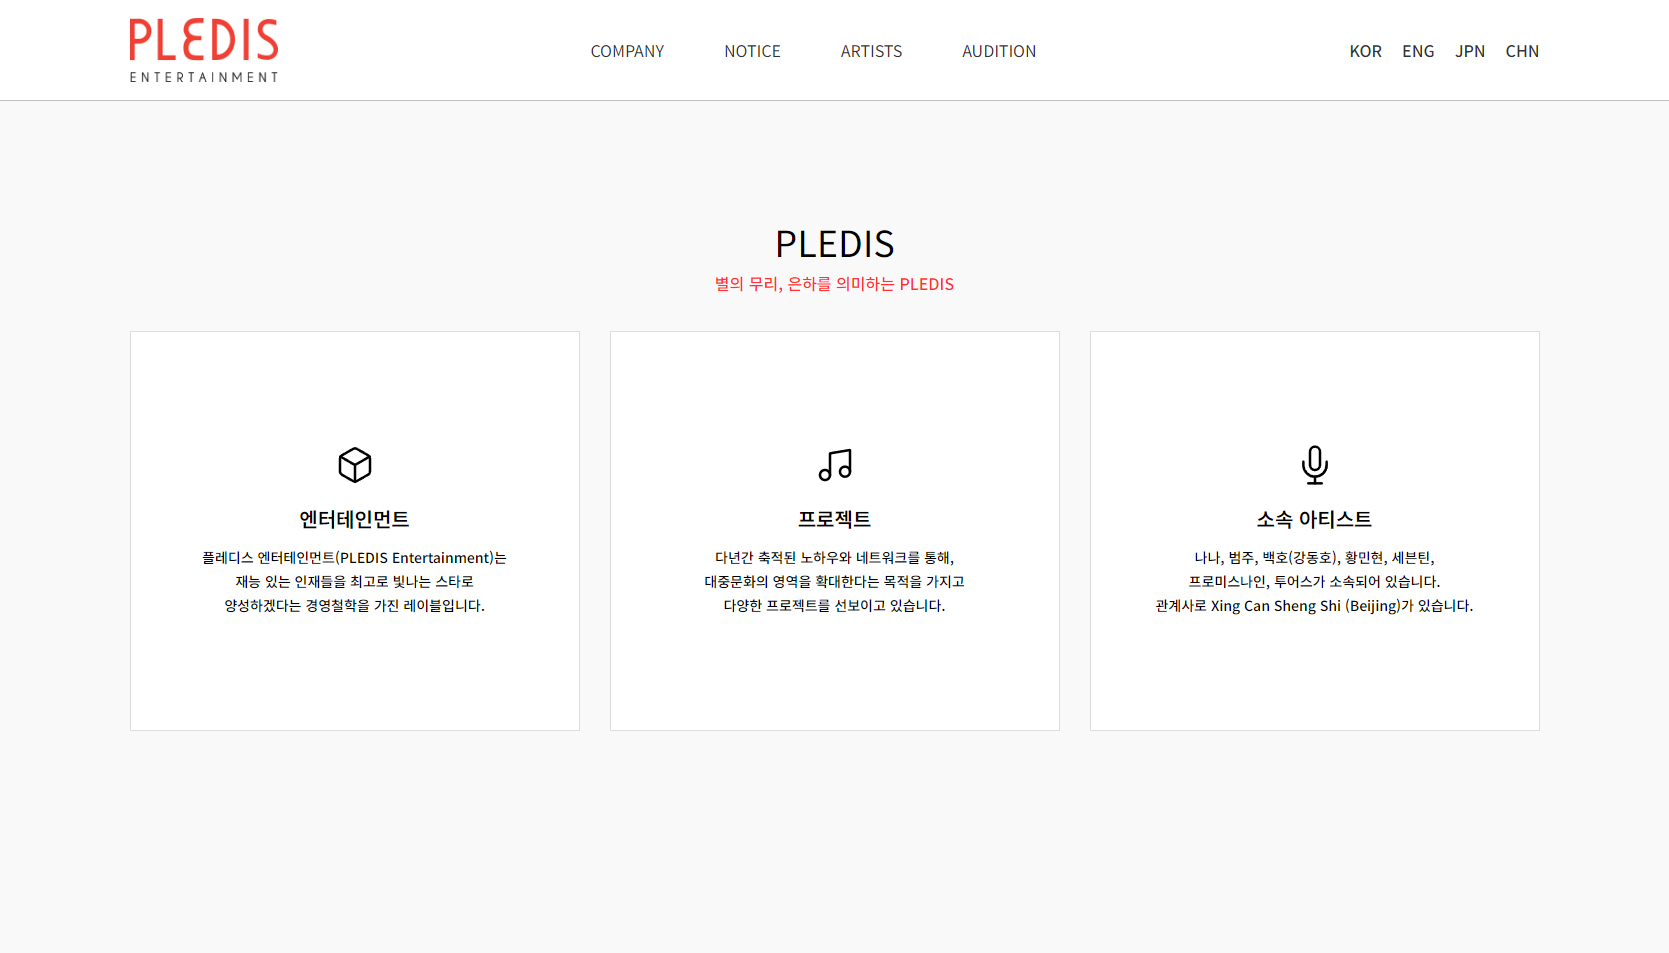 PLEDIS
ENTERTAINMENT
COMPANY NOTICE ARTISTS AUDITION
KOR ENG JPN CHN
PLEDIS
별의 무리, 은하를 의미하는 PLEDIS
엔터테인먼트
플레디스 엔터테인먼트(PLEDIS Entertainment)는
재능 있는 인재들을 최고로 빛나는 스타로
양성하겠다는 경영철학을 가진 레이블입니다.
프로젝트
다년간 축적된 노하우와 네트워크를 통해,
대중문화의 영역을 확대한다는 목적을 가지고
다양한 프로젝트를 선보이고 있습니다.
소속 아티스트
나나, 범주, 백호(강동호), 황민현, 세븐틴,
프로미스나인, 투어스가 소속되어 있습니다.
관계사로 Xing Can Sheng Shi (Beijing)가 있습니다.